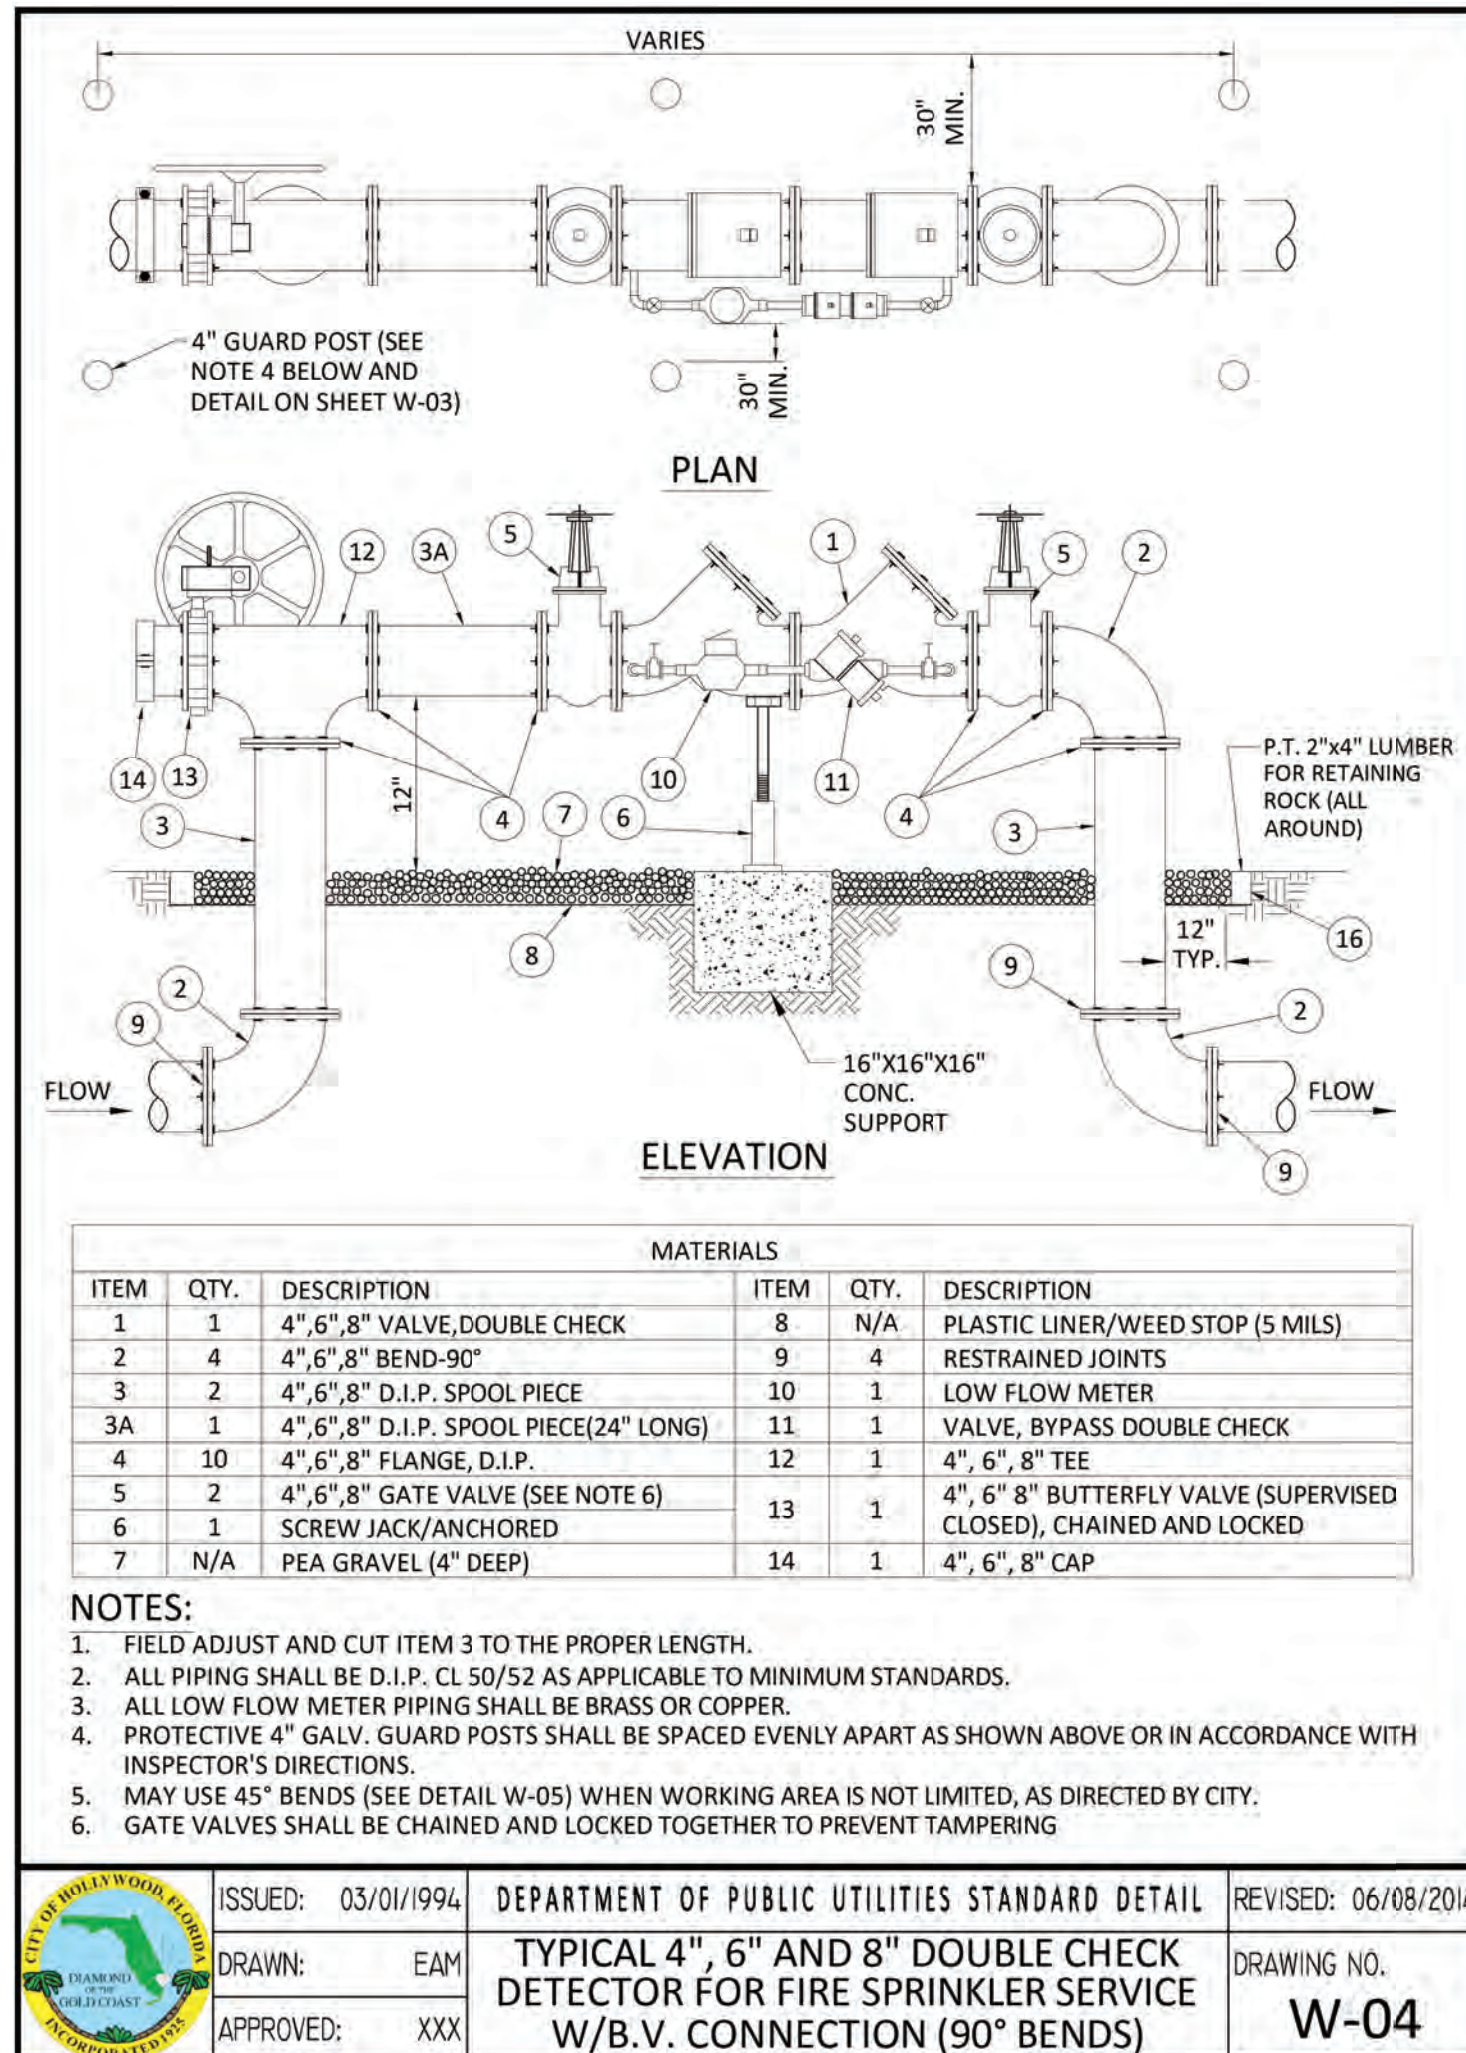 VARIES
30"
MIN.
4" GUARD POST (SEE
NOTE 4 BELOW AND
DETAIL ON SHEET W-03)
30"
MIN.
PLAN
12
3A
5
1
5
2
14
13
12"
4
10
11
4
P.T. 2"x4" LUMBER
FOR RETAINING
ROCK (ALL
AROUND)
3
7
6
3
8
12"
TYP.
16
2
9
9
2
FLOW
16"X16"X16"
CONC.
SUPPORT
FLOW
9
ELEVATION
MATERIALS
ITEM QTY. DESCRIPTION ITEM QTY. DESCRIPTION
1 1 4",6",8" VALVE,DOUBLE CHECK 8 N/A PLASTIC LINER/WEED STOP (5 MILS)
2 4 4",6",8" BEND-90° 9 4 RESTRAINED JOINTS
3 2 4",6",8" D.I.P. SPOOL PIECE 10 1 LOW FLOW METER
3A 1 4",6",8" D.I.P. SPOOL PIECE(24" LONG) 11 1 VALVE, BYPASS DOUBLE CHECK
4 10 4",6",8" FLANGE, D.I.P. 12 1 4", 6", 8" TEE
5 2 4",6",8" GATE VALVE (SEE NOTE 6) 13 1 4", 6" 8" BUTTERFLY VALVE (SUPERVISED
6 1 SCREW JACK/ANCHORED CLOSED), CHAINED AND LOCKED
7 N/A PEA GRAVEL (4" DEEP) 14 1 4", 6", 8" CAP
NOTES:
1. FIELD ADJUST AND CUT ITEM 3 TO THE PROPER LENGTH.
2. ALL PIPING SHALL BE D.I.P. CL 50/52 AS APPLICABLE TO MINIMUM STANDARDS.
3. ALL LOW FLOW METER PIPING SHALL BE BRASS OR COPPER.
4. PROTECTIVE 4" GALV. GUARD POSTS SHALL BE SPACED EVENLY APART AS SHOWN ABOVE OR IN ACCORDANCE WITH
INSPECTOR'S DIRECTIONS.
5. MAY USE 45° BENDS (SEE DETAIL W-05) WHEN WORKING AREA IS NOT LIMITED, AS DIRECTED BY CITY.
6. GATE VALVES SHALL BE CHAINED AND LOCKED TOGETHER TO PREVENT TAMPERING
CITY OF HOLLYWOOD, FLORIDA
DIAMOND
OF THE
GOLD COAST
INCORPORATED 1925
ISSUED: 03/01/1994
DRAWN: EAM
APPROVED: XXX
DEPARTMENT OF PUBLIC UTILITIES STANDARD DETAIL
TYPICAL 4", 6" AND 8" DOUBLE CHECK
DETECTOR FOR FIRE SPRINKLER SERVICE
W/B.V. CONNECTION (90° BENDS)
REVISED: 06/08/2014
DRAWING NO.
W-04